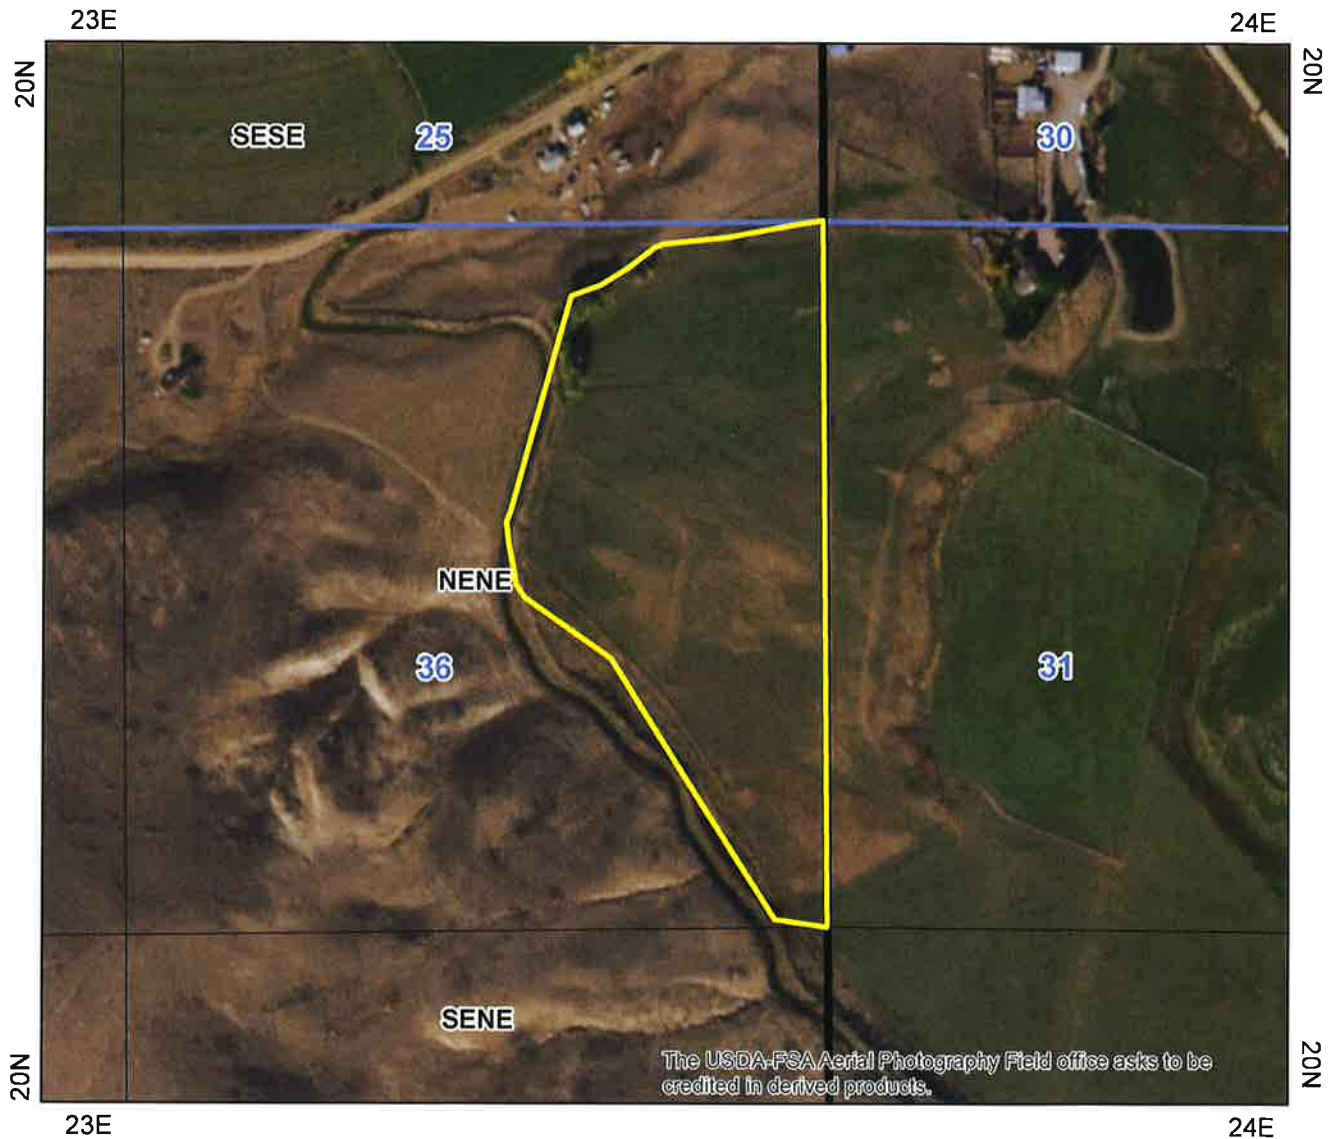 23E
24E
20N
20N
SESE
25
30
NENE
36
31
SENE
The USDA-FSA Aerial Photography Field office asks to be
credited in derived products.
20N
20N
23E
24E